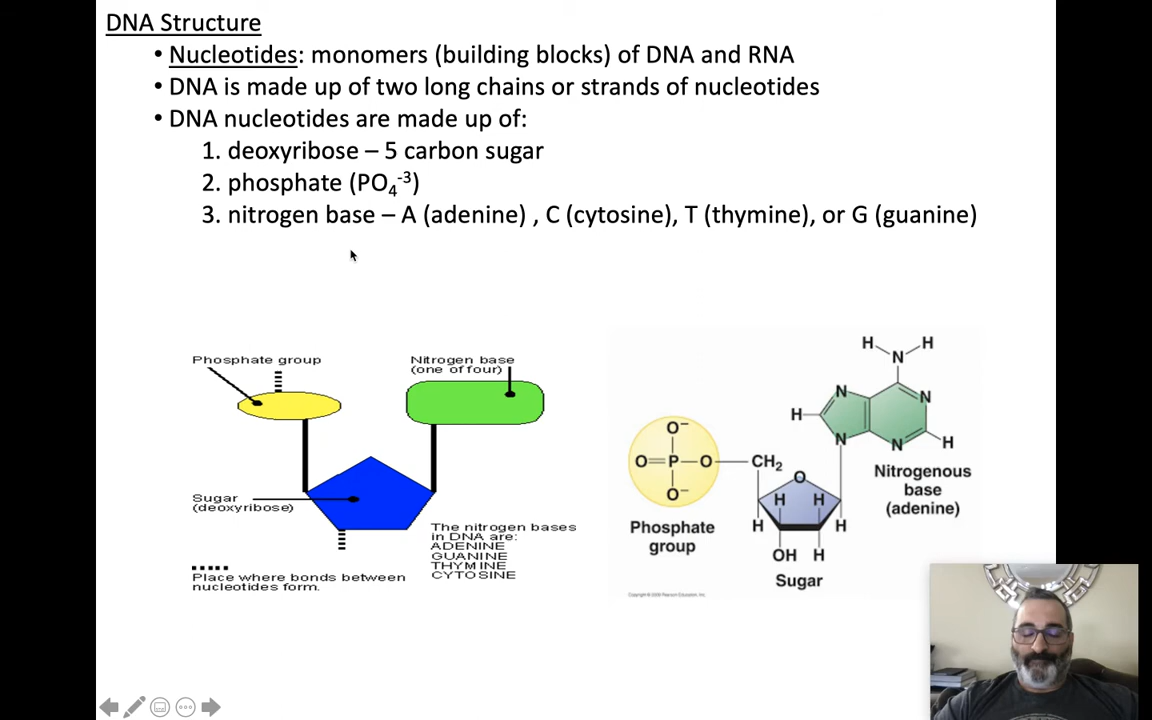 DNA Structure
• Nucleotides: monomers (building blocks) of DNA and RNA
• DNA is made up of two long chains or strands of nucleotides
• DNA nucleotides are made up of:
1. deoxyribose – 5 carbon sugar
2. phosphate (PO₄⁻³)
3. nitrogen base – A (adenine) , C (cytosine), T (thymine), or G (guanine)
Phosphate group
Nitrogen base
(one of four)
Sugar
(deoxyribose)
The nitrogen bases
in DNA are:
ADENINE
GUANINE
THYMINE
CYTOSINE
Place where bonds between
nucleotides form.
H H
N
N N
H
N N H
O⁻
O=P–O CH₂
O⁻
O
H H
H H
OH H
Phosphate
group
Sugar
Nitrogenous
base
(adenine)
Copyright © 2009 Pearson Education, Inc.